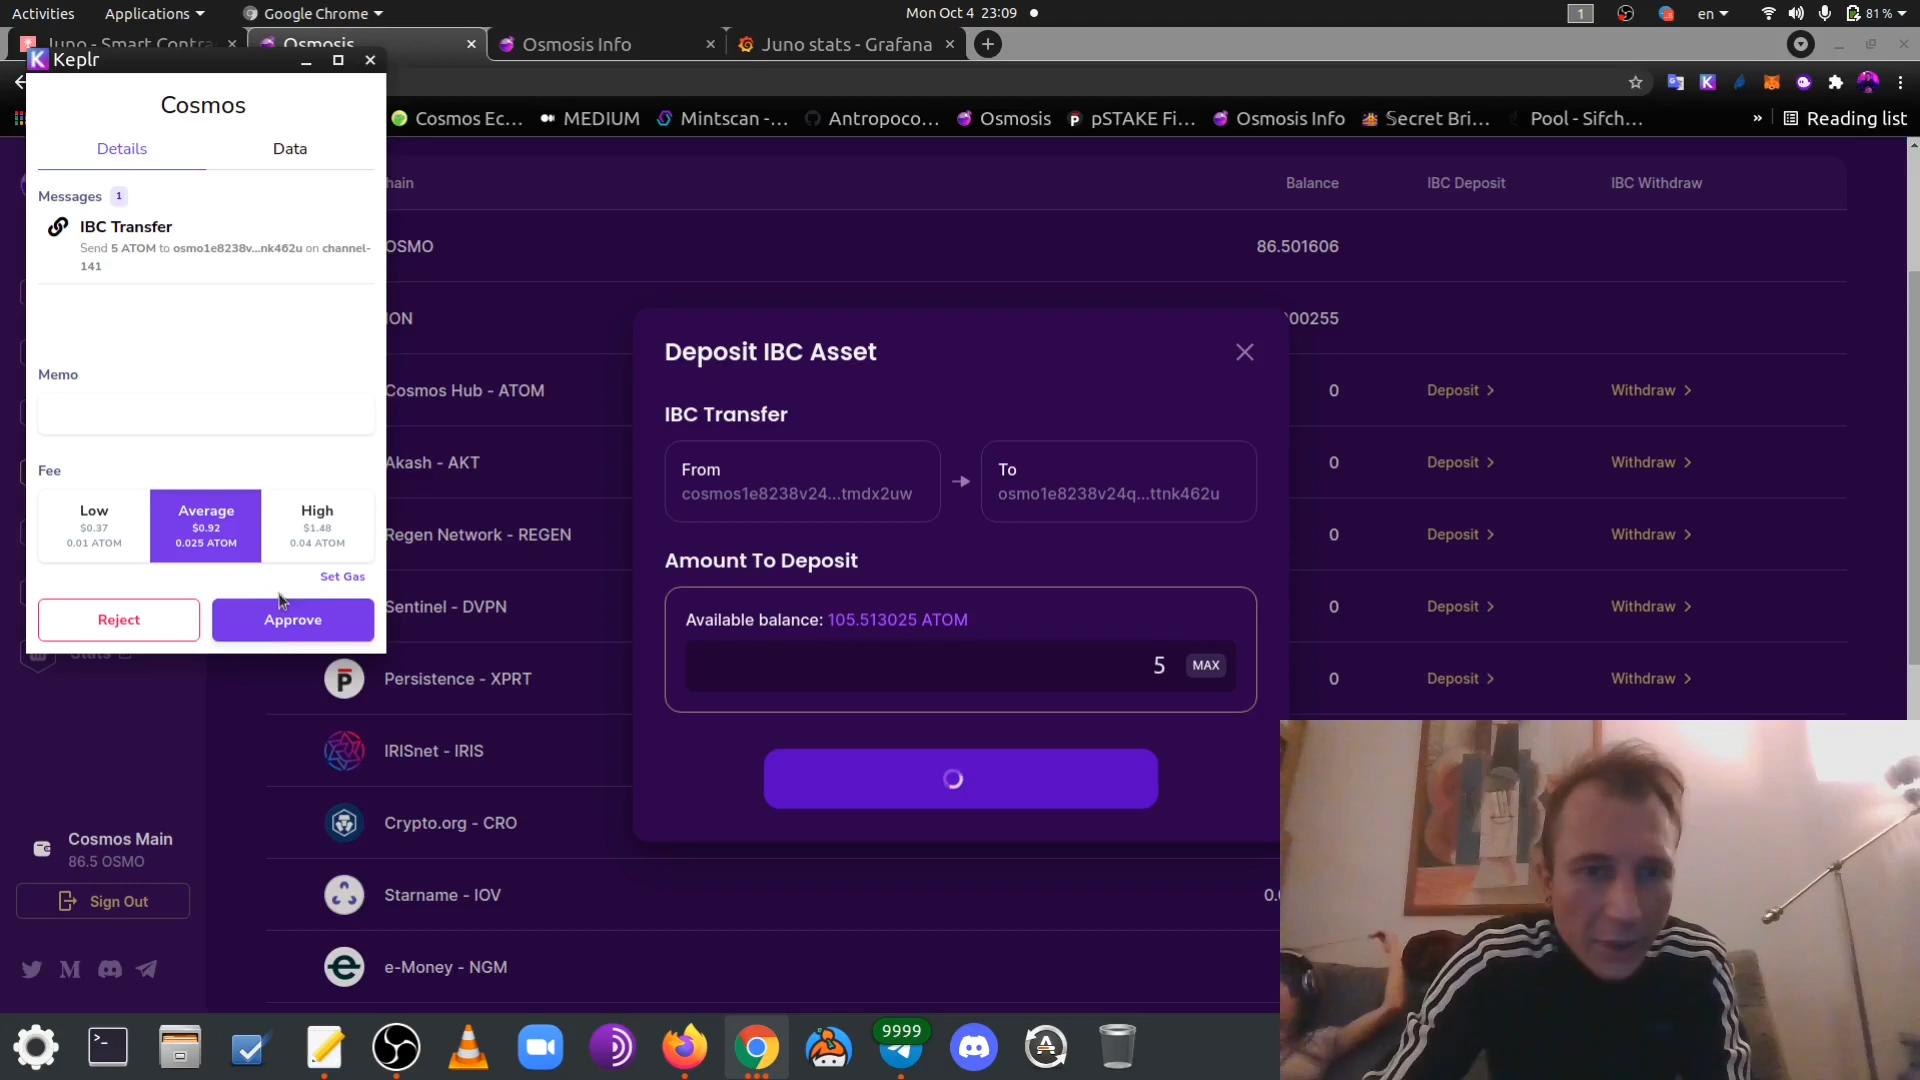 Activities Applications Google Chrome Mon Oct 4 23:09 1 en 81 %
Osmosis Osmosis Info Juno stats - Grafana
Keplr
Cosmos Ec... MEDIUM Mintscan -... Antropoco... Osmosis pSTAKE Fi... Osmosis Info Secret Bri... Pool - Sifch... » Reading list
Cosmos
Details Data
Messages 1
IBC Transfer
Send 5 ATOM to osmo1e8238v...nk462u on channel-
141
Memo
Fee
Low Average High
$0.37 $0.92 $1.48
0.01 ATOM 0.025 ATOM 0.04 ATOM
Set Gas
Reject Approve
hain Balance IBC Deposit IBC Withdraw
OSMO 86.501606
ION 00255
Cosmos Hub - ATOM 0 Deposit Withdraw
Akash - AKT 0 Deposit Withdraw
Regen Network - REGEN 0 Deposit Withdraw
Sentinel - DVPN 0 Deposit Withdraw
Persistence - XPRT 0 Deposit Withdraw
IRISnet - IRIS
Crypto.org - CRO
Starname - IOV 0.0
e-Money - NGM
Deposit IBC Asset
IBC Transfer
From To
cosmos1e8238v24...tmdx2uw osmo1e8238v24q...ttnk462u
Amount To Deposit
Available balance: 105.513025 ATOM
5 MAX
Cosmos Main
86.5 OSMO
Sign Out
9999